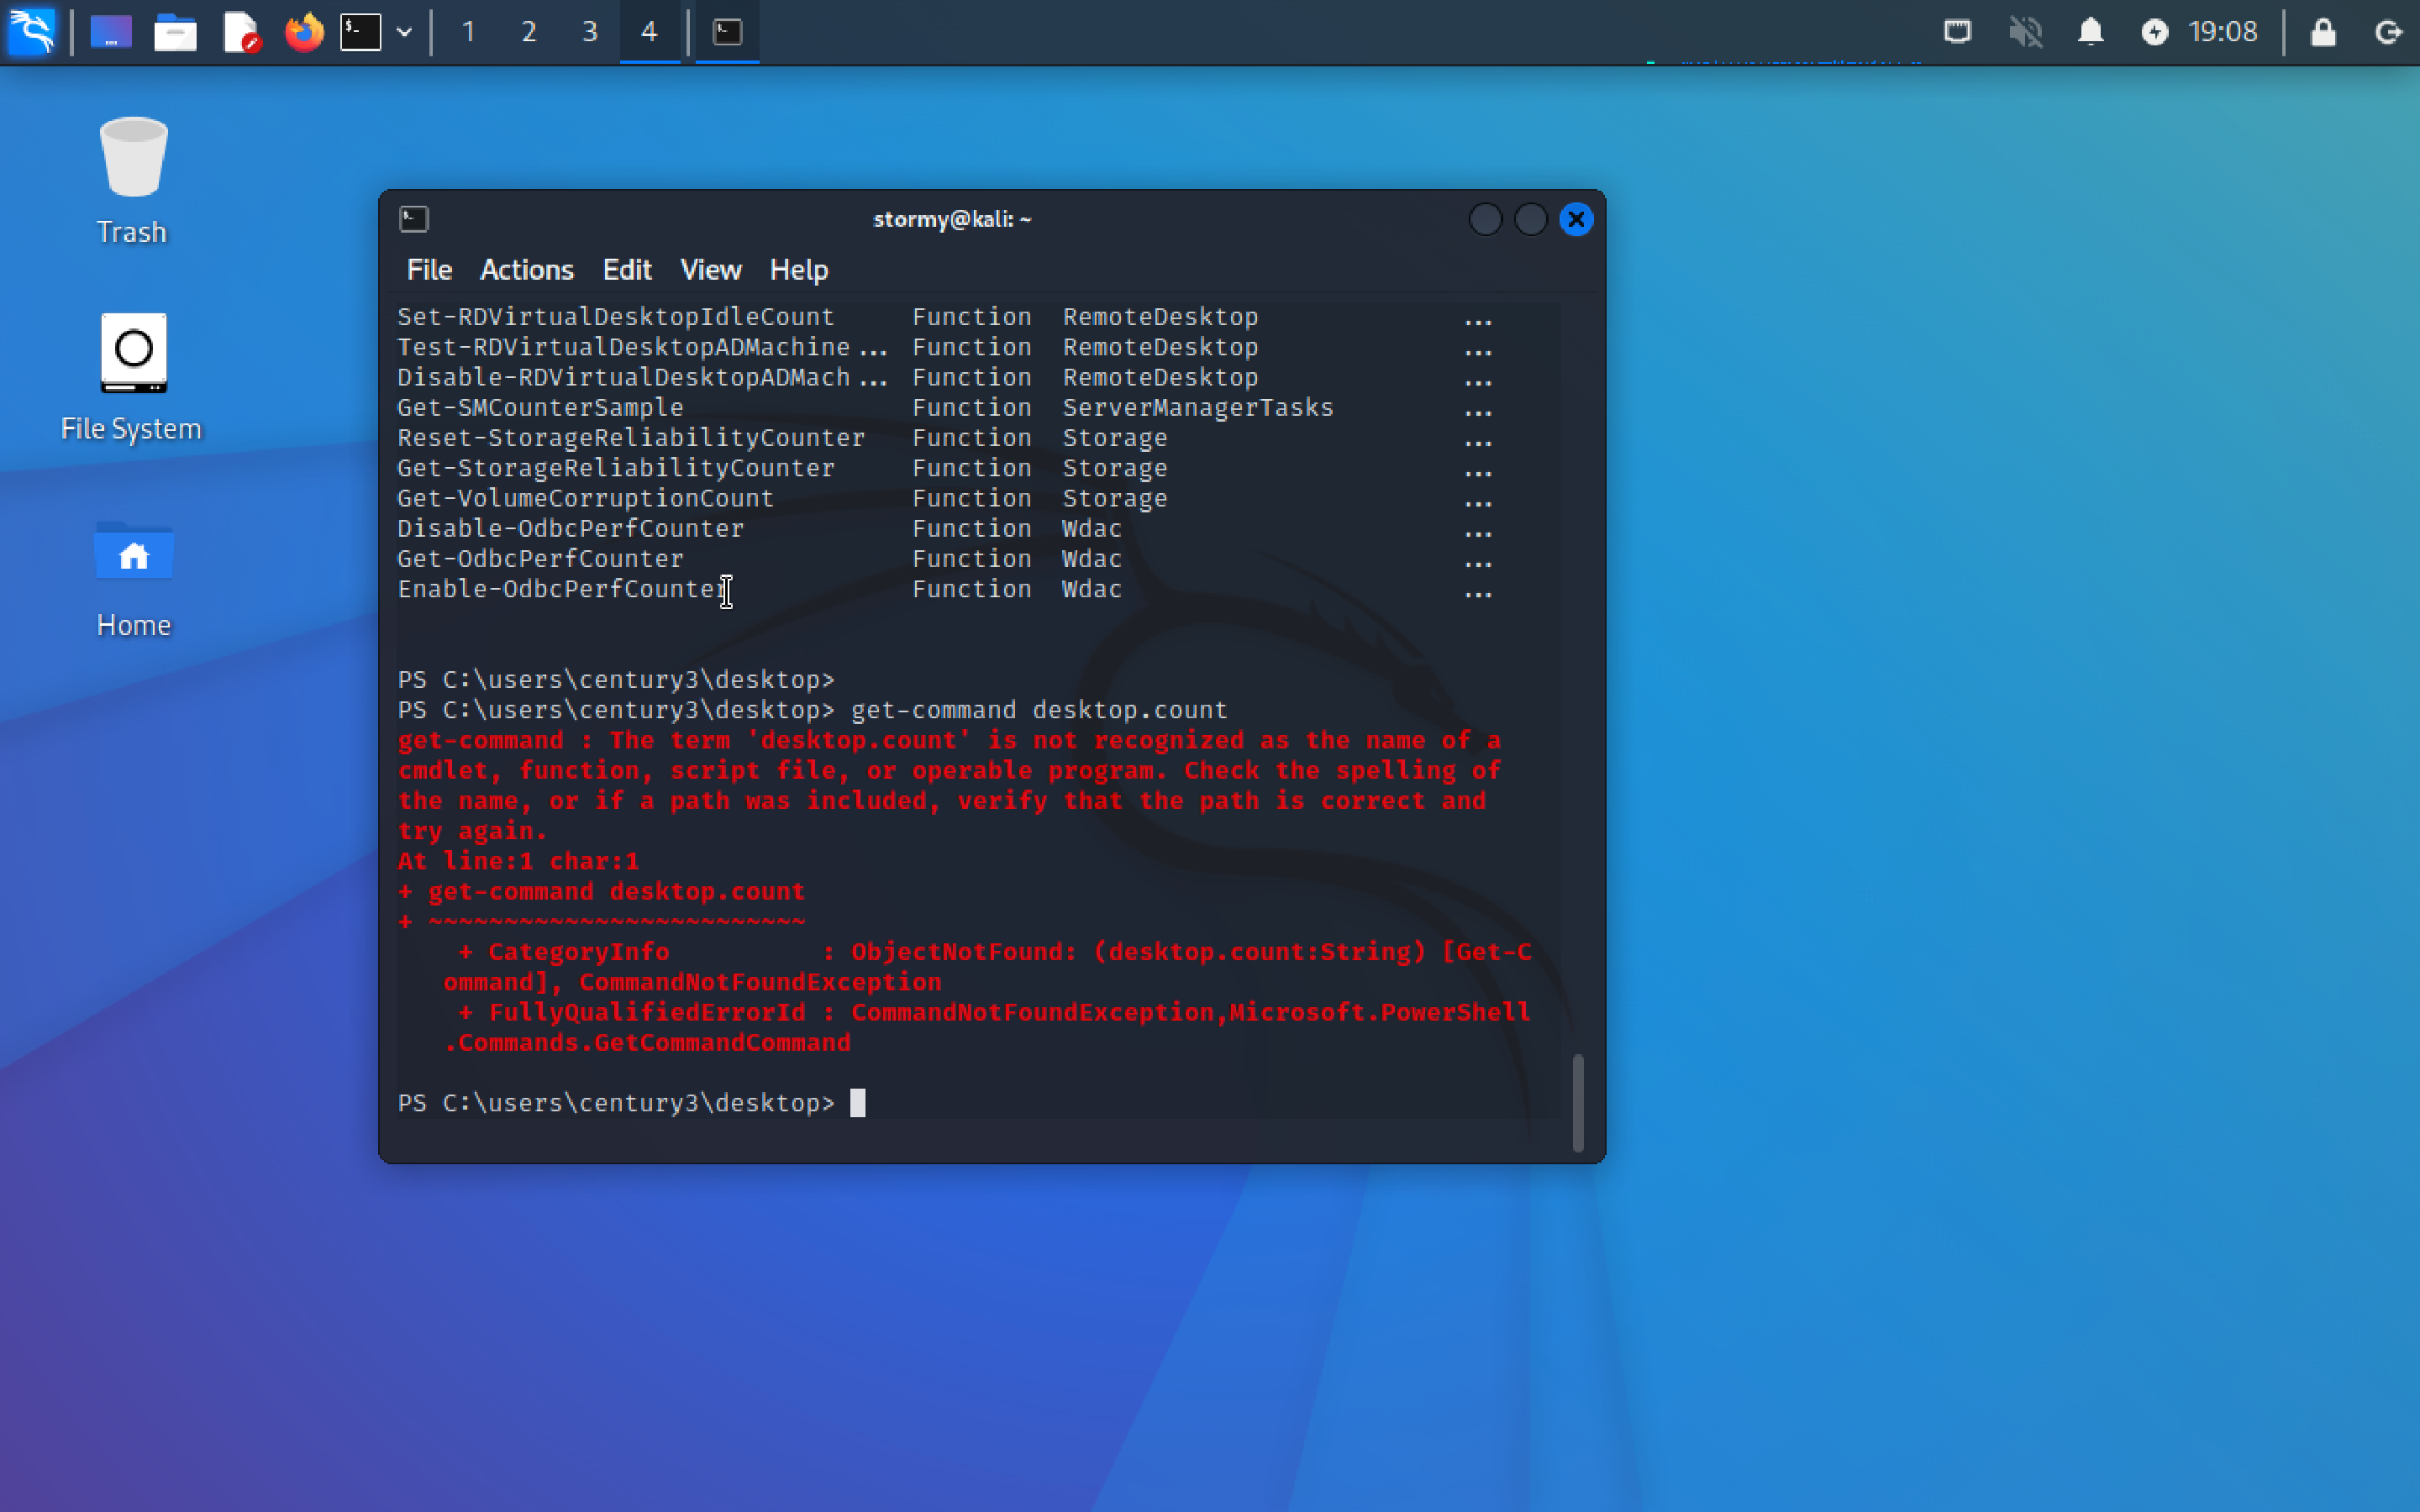 1 2 3 4 19:08
Trash
File System
Home
stormy@kali: ~
File Actions Edit View Help
Set-RDVirtualDesktopIdleCount Function RemoteDesktop ...
Test-RDVirtualDesktopADMachine ... Function RemoteDesktop ...
Disable-RDVirtualDesktopADMach ... Function RemoteDesktop ...
Get-SMCounterSample Function ServerManagerTasks ...
Reset-StorageReliabilityCounter Function Storage ...
Get-StorageReliabilityCounter Function Storage ...
Get-VolumeCorruptionCount Function Storage ...
Disable-OdbcPerfCounter Function Wdac ...
Get-OdbcPerfCounter Function Wdac ...
Enable-OdbcPerfCounter Function Wdac ...
PS C:\users\century3\desktop>
PS C:\users\century3\desktop> get-command desktop.count
get-command : The term 'desktop.count' is not recognized as the name of a
cmdlet, function, script file, or operable program. Check the spelling of
the name, or if a path was included, verify that the path is correct and
try again.
At line:1 char:1
+ get-command desktop.count
+ ~~~~~~~~~~~~~~~~~~~~~~~~~
+ CategoryInfo : ObjectNotFound: (desktop.count:String) [Get-C
ommand], CommandNotFoundException
+ FullyQualifiedErrorId : CommandNotFoundException,Microsoft.PowerShell
.Commands.GetCommandCommand
PS C:\users\century3\desktop>